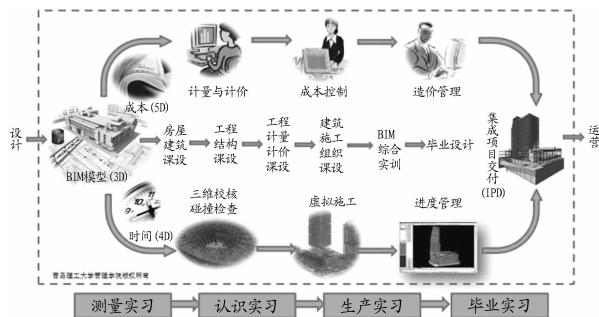 计量与计价
成本控制
造价管理
成本(5D)
设计
BIM模型(3D)
房屋
建筑
课设
工程
结构
课设
工程
计量
计价
课设
建筑
施工
组织
课设
BIM
综合
实训
毕业设计
集成项目交付
(IPD)
运营
时间(4D)
三维校核
碰撞检查
虚拟施工
进度管理
青岛理工大学管理学院版权所有
测量实习
认识实习
生产实习
毕业实习